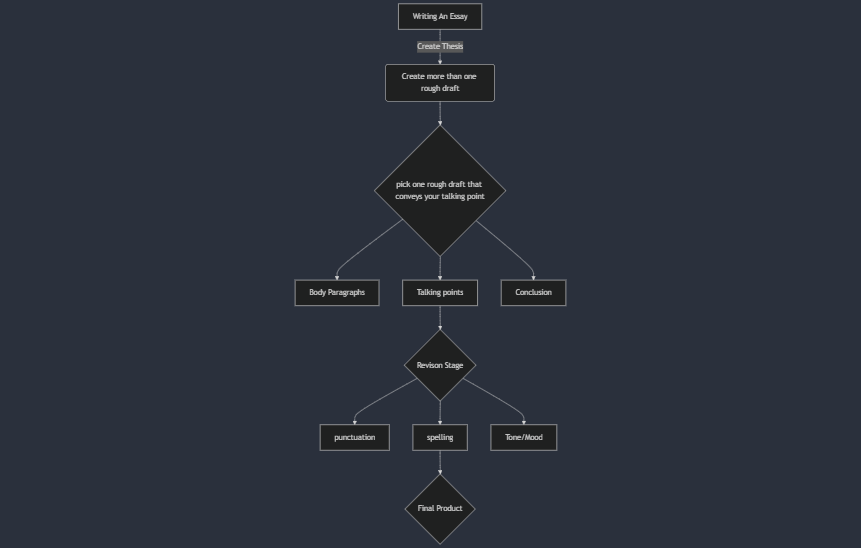 Writing An Essay
Create Thesis
Create more than one
rough draft
pick one rough draft that
conveys your talking point
Body Paragraphs
Talking points
Conclusion
Revison Stage
punctuation
spelling
Tone/Mood
Final Product